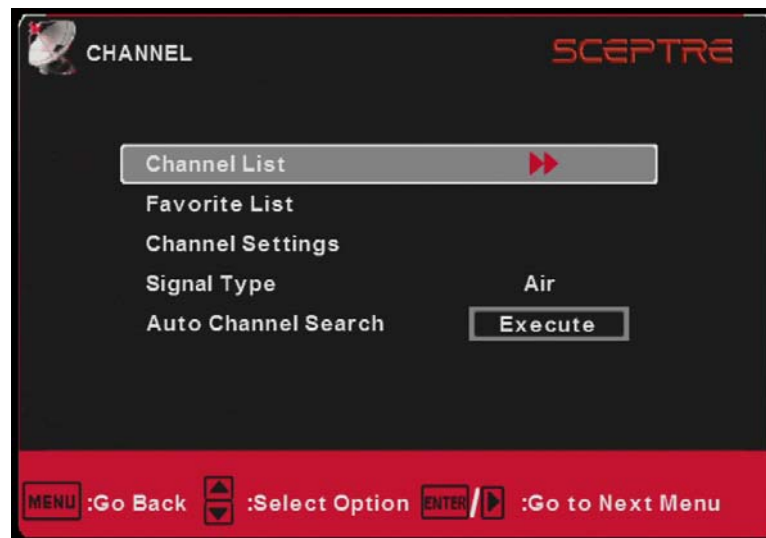 CHANNEL SCEPTRE
Channel List
Favorite List
Channel Settings
Signal Type Air
Auto Channel Search Execute
MENU :Go Back :Select Option ENTER/ :Go to Next Menu